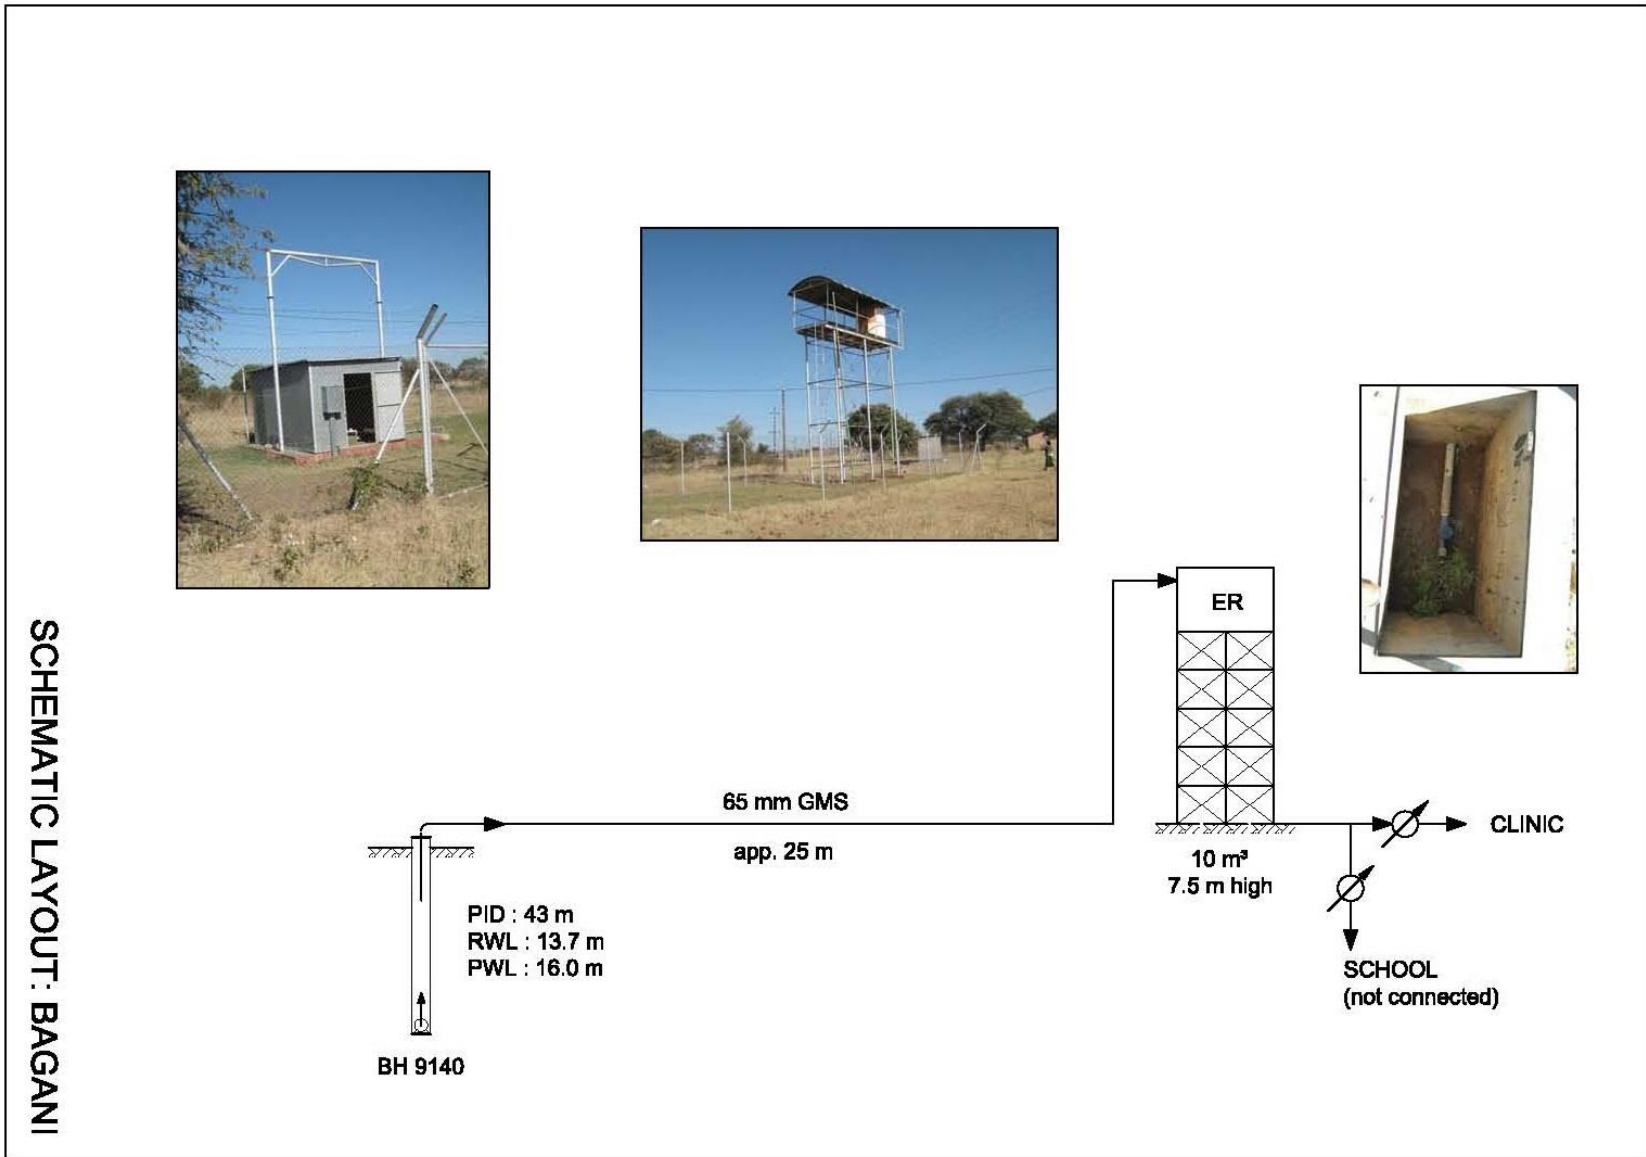 SCHEMATIC LAYOUT: BAGANI
ER
65 mm GMS
app. 25 m
10 m³
7.5 m high
CLINIC
PID : 43 m
RWL : 13.7 m
PWL : 16.0 m
SCHOOL
(not connected)
BH 9140